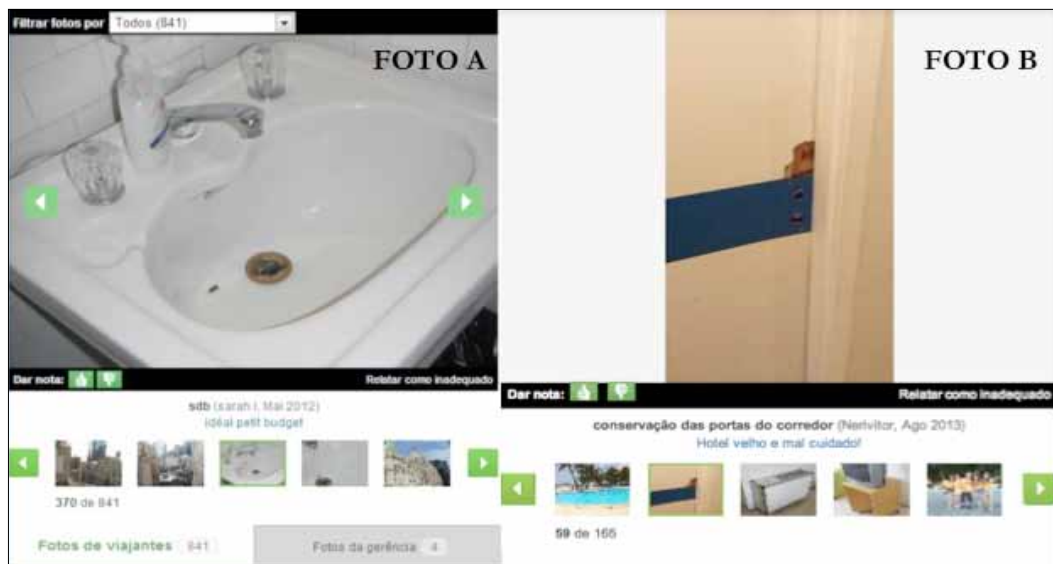 Filtrar fotos por Todos (841)
FOTO A
Dar nota: Relatar como inadequado
sdb (sarah i, Mai 2012)
idéal petit budget
370 de 841
Fotos de viajantes 841
Fotos da gerência 4
FOTO B
Dar nota: Relatar como inadequado
conservação das portas do corredor (Nerivitor, Ago 2013)
Hotel velho e mal cuidado!
59 de 165